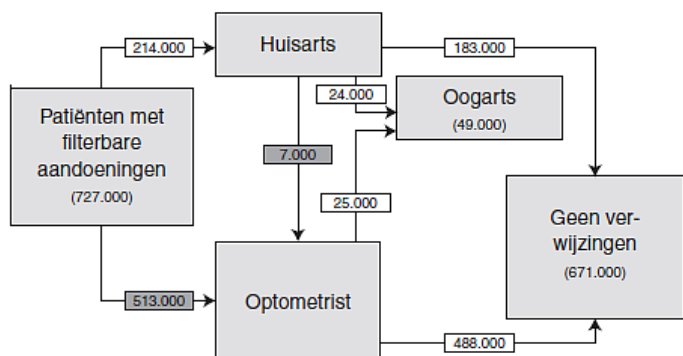 214.000
Huisarts
183.000
24.000
Oogarts
(49.000)
Patiënten met
filterbare
aandoeningen
(727.000)
7.000
25.000
Geen ver-
wijzingen
(671.000)
513.000
Optometrist
488.000